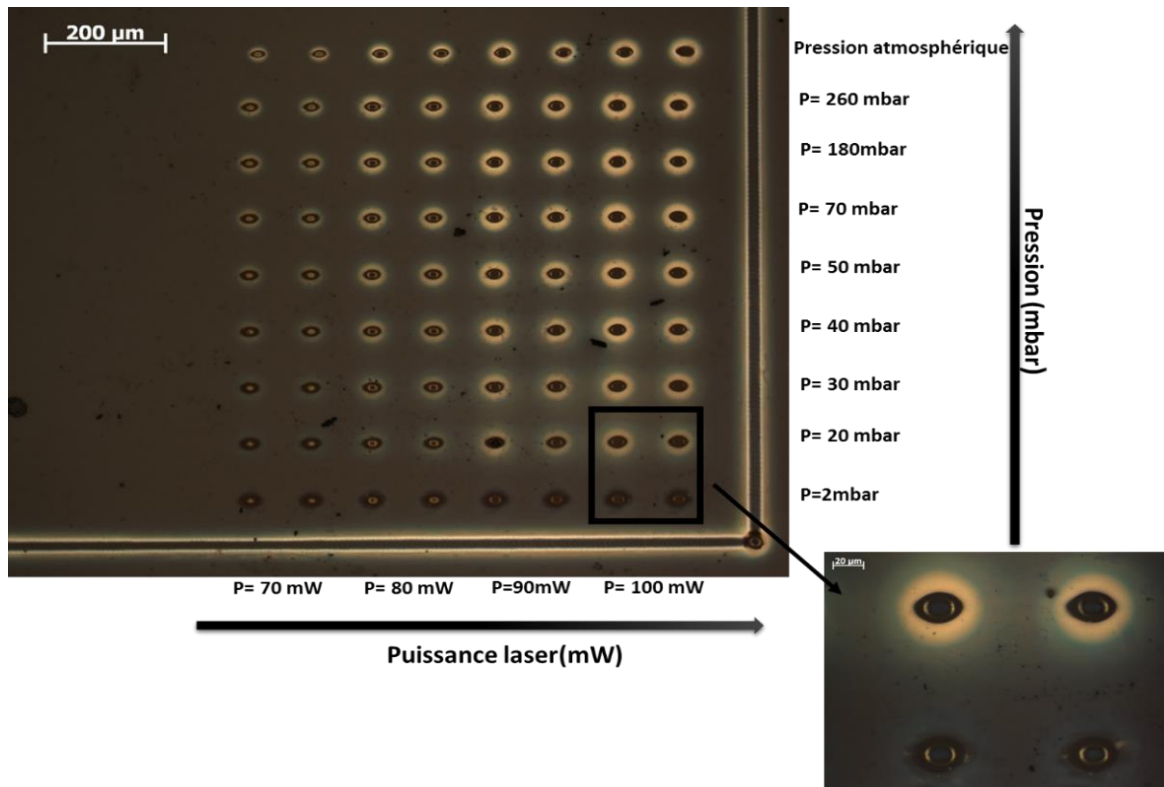 200 µm
Pression atmosphérique
P= 260 mbar
P= 180mbar
P= 70 mbar
P= 50 mbar
P= 40 mbar
P= 30 mbar
P= 20 mbar
P=2mbar
Pression (mbar)
P= 70 mW P= 80 mW P=90mW P= 100 mW
Puissance laser(mW)
20 µm